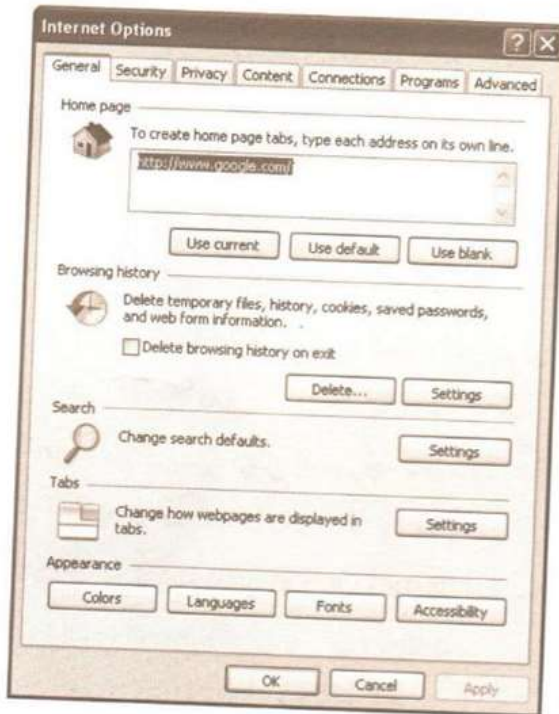 Internet Options
General Security Privacy Content Connections Programs Advanced
Home page
To create home page tabs, type each address on its own line.
http://www.google.com/
Use current Use default Use blank
Browsing history
Delete temporary files, history, cookies, saved passwords,
and web form information.
Delete browsing history on exit
Delete... Settings
Search
Change search defaults.
Settings
Tabs
Change how webpages are displayed in
tabs.
Settings
Appearance
Colors Languages Fonts Accessibility
OK Cancel Apply